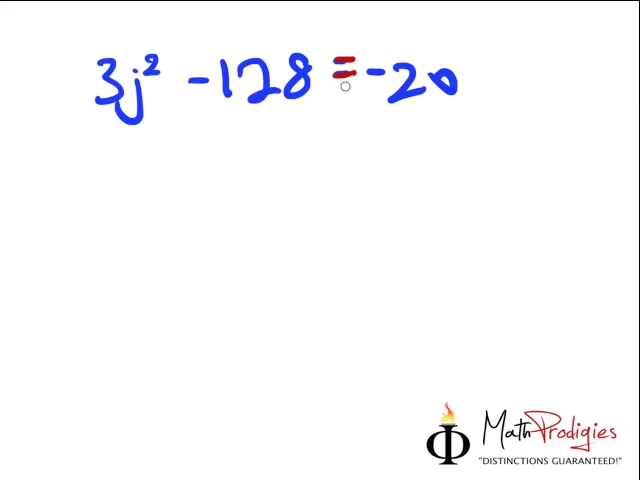 3j² -128 = -20
Math Prodigies
"DISTINCTIONS GUARANTEED!"